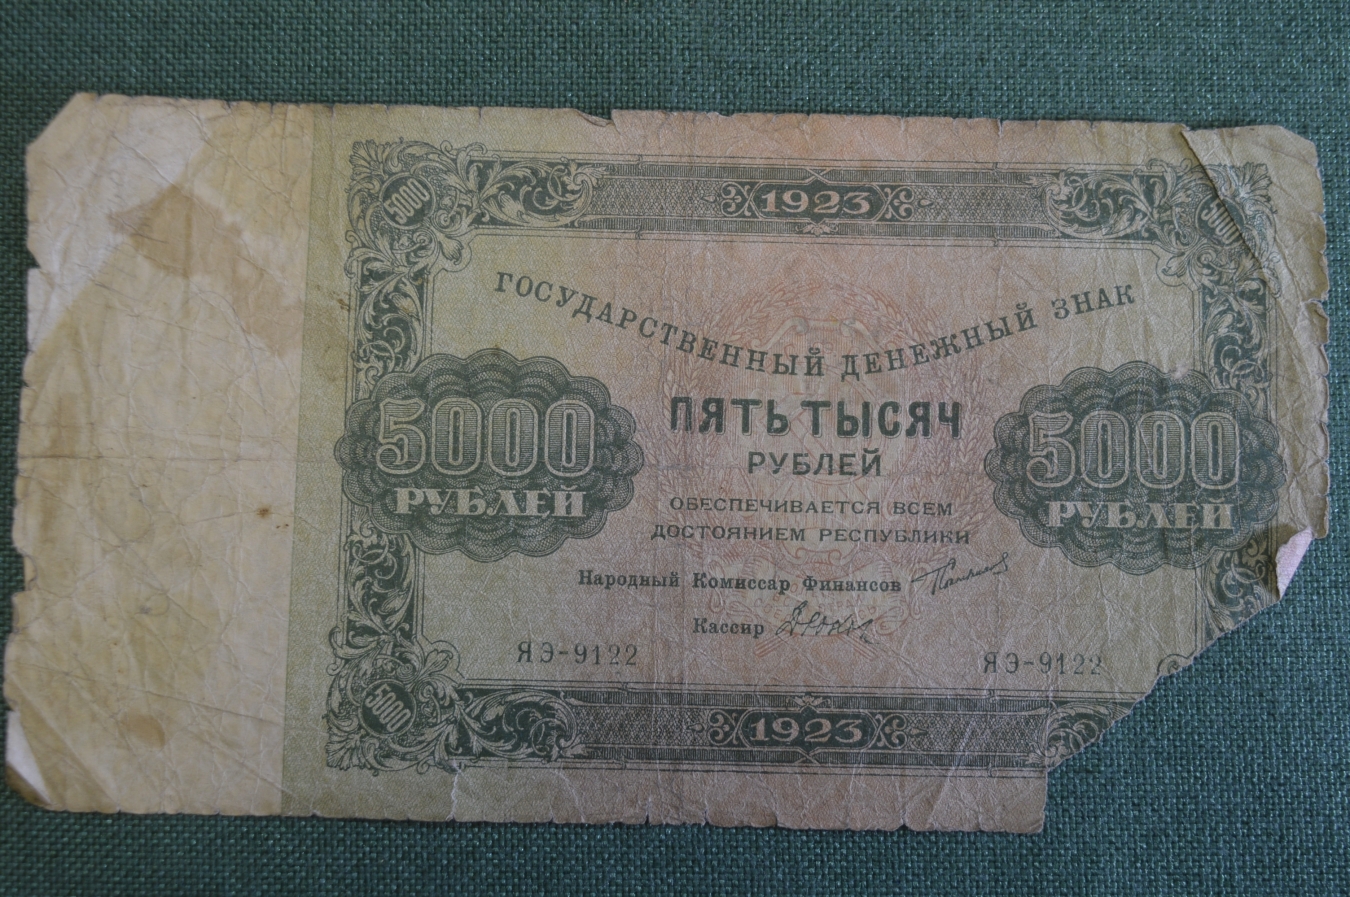 5000
1923
5000
ГОСУДАРСТВЕННЫЙ ДЕНЕЖНЫЙ ЗНАК
5000
РУБЛЕЙ
ПЯТЬ ТЫСЯЧ
РУБЛЕЙ
5000
РУБЛЕЙ
ОБЕСПЕЧИВАЕТСЯ ВСЕМ
ДОСТОЯНИЕМ РЕСПУБЛИКИ
Народный Комиссар Финансов
Кассир
ЯЭ-9122
ЯЭ-9122
5000
1923